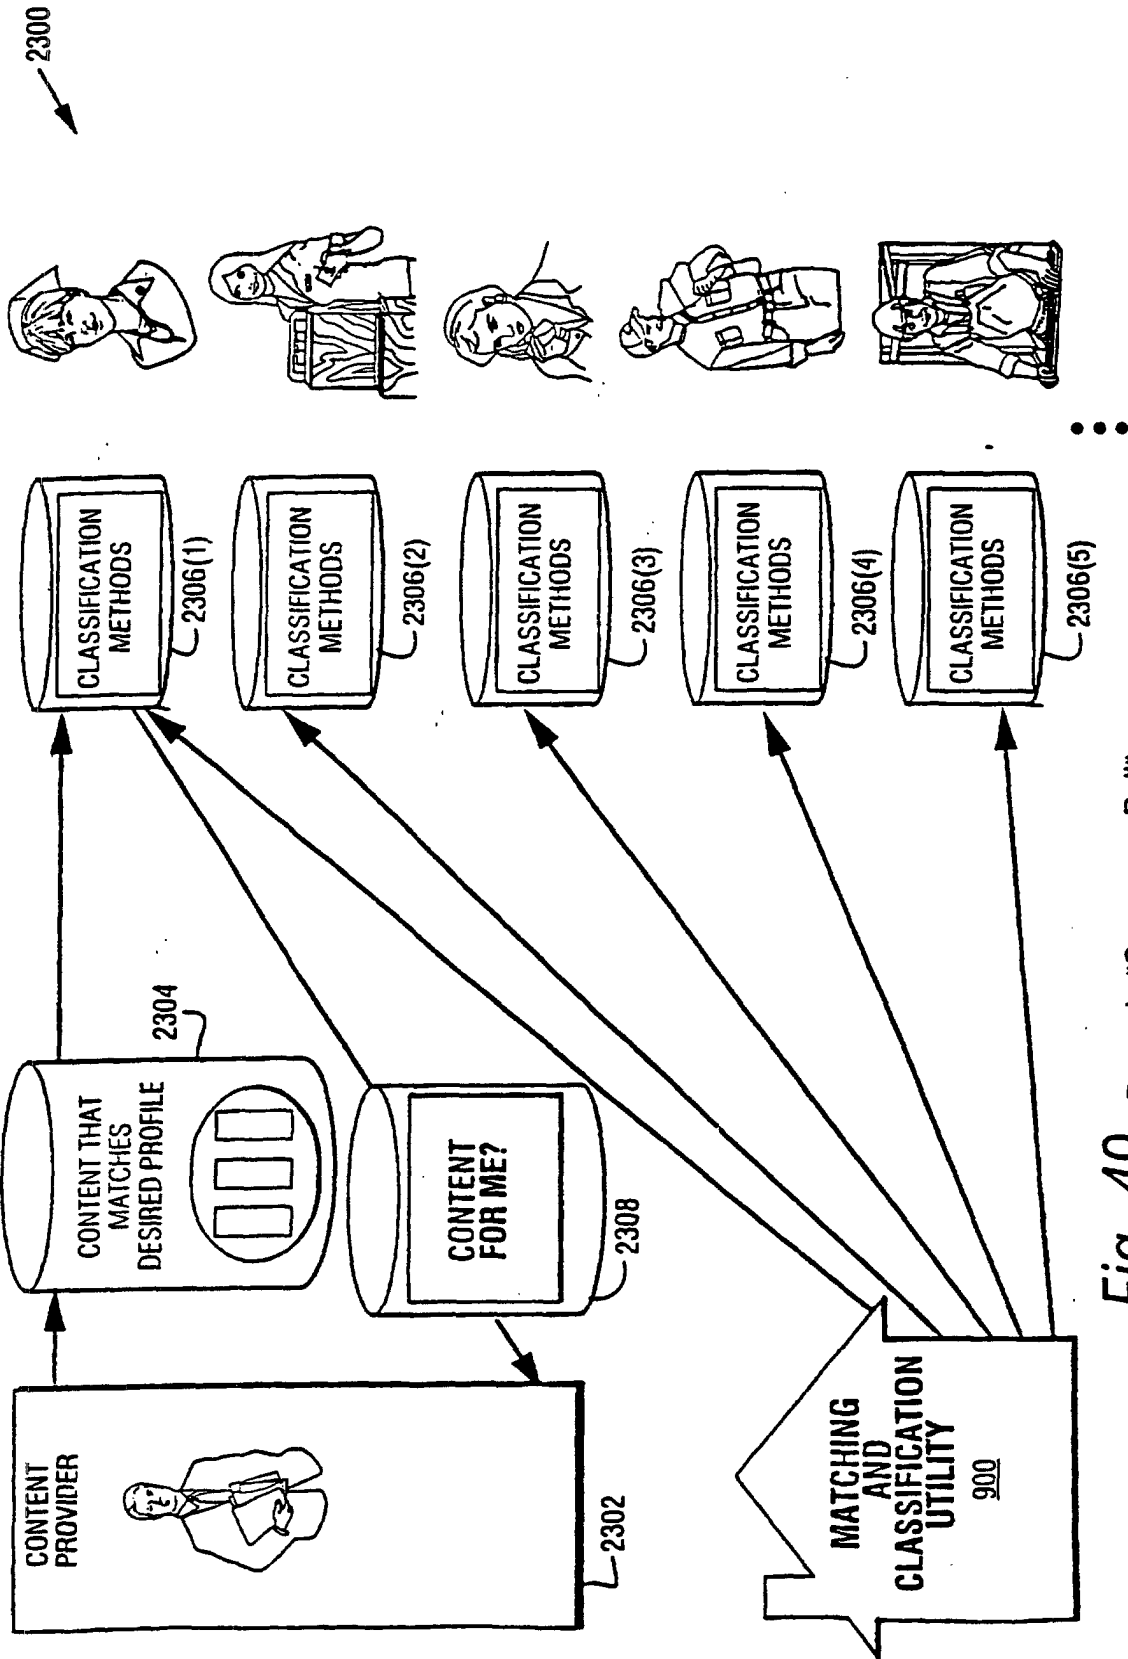 2300
CONTENT
PROVIDER
2302
CONTENT THAT
MATCHES
DESIRED PROFILE
2304
CONTENT
FOR ME?
2308
MATCHING
AND
CLASSIFICATION
UTILITY
900
CLASSIFICATION
METHODS
2306(1)
CLASSIFICATION
METHODS
2306(2)
CLASSIFICATION
METHODS
2306(3)
CLASSIFICATION
METHODS
2306(4)
CLASSIFICATION
METHODS
2306(5)